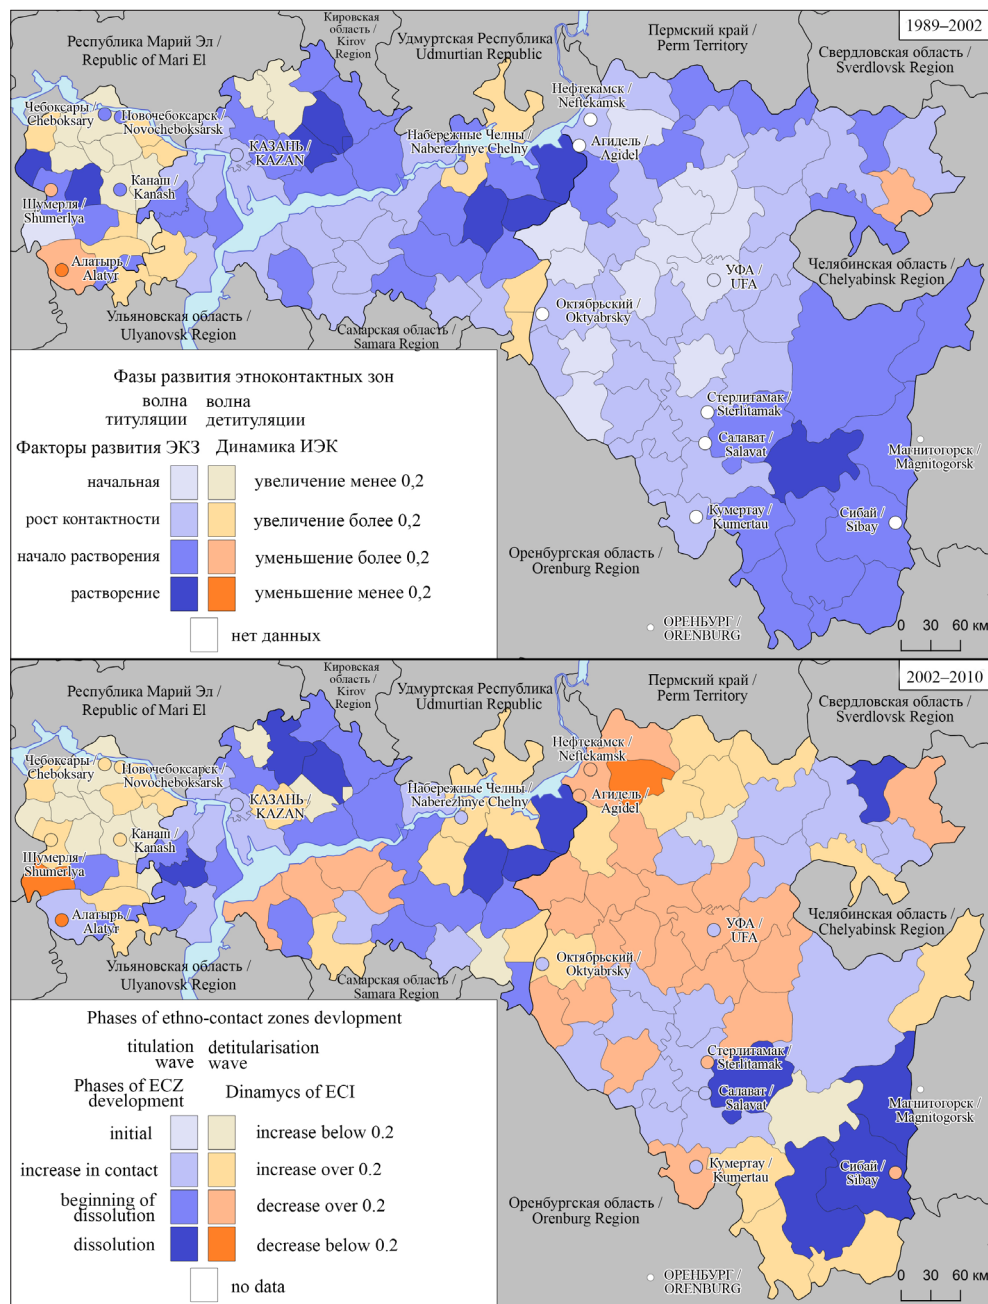 1989–2002
Республика Марий Эл /
Republic of Mari El
Кировская
область /
Kirov
Region
Удмуртская Республика
Udmurtian Republic
Пермский край /
Perm Territory
Свердловская область /
Sverdlovsk Region
Чебоксары /
Cheboksary
Новочебоксарск /
Novocheboksarsk
КАЗАНЬ /
KAZAN
Набережные Челны /
Naberezhnye Chelny
Нефтекамск /
Neftekamsk
Агидель /
Agidel
Канаш /
Kanash
Шумерля /
Shumerlya
Алатырь /
Alatyr
УФА /
UFA
Челябинская область /
Chelyabinsk Region
Октябрьский /
Oktyabrsky
Ульяновская область /
Ulyanovsk Region
Самарская область /
Samara Region
Стерлитамак /
Sterlitamak
Салават /
Salavat
Магнитогорск /
Magnitogorsk
Кумертау /
Kumertau
Сибай /
Sibay
Оренбургская область /
Orenburg Region
ОРЕНБУРГ /
ORENBURG
0 30 60 км
Фазы развития этноконтактных зон
волна
титуляции
волна
детитуляции
Факторы развития ЭКЗ
Динамика ИЭК
начальная
увеличение менее 0,2
рост контактности
увеличение более 0,2
начало растворения
уменьшение более 0,2
растворение
уменьшение менее 0,2
нет данных
2002–2010
Республика Марий Эл /
Republic of Mari El
Кировская
область /
Kirov
Region
Удмуртская Республика
Udmurtian Republic
Пермский край /
Perm Territory
Свердловская область /
Sverdlovsk Region
Чебоксары /
Cheboksary
Новочебоксарск /
Novocheboksarsk
КАЗАНЬ /
KAZAN
Набережные Челны /
Naberezhnye Chelny
Нефтекамск /
Neftekamsk
Агидель /
Agidel
Канаш /
Kanash
Шумерля /
Shumerlya
Алатырь /
Alatyr
УФА /
UFA
Челябинская область /
Chelyabinsk Region
Октябрьский /
Oktyabrsky
Ульяновская область /
Ulyanovsk Region
Самарская область /
Samara Region
Стерлитамак /
Sterlitamak
Салават /
Salavat
Магнитогорск /
Magnitogorsk
Кумертау /
Kumertau
Сибай /
Sibay
Оренбургская область /
Orenburg Region
ОРЕНБУРГ /
ORENBURG
0 30 60 км
Phases of ethno-contact zones devlopment
titulation
wave
detitularisation
wave
Phases of ECZ
development
Dinamycs of ECI
initial
increase below 0.2
increase in contact
increase over 0.2
beginning of
dissolution
decrease over 0.2
dissolution
decrease below 0.2
no data